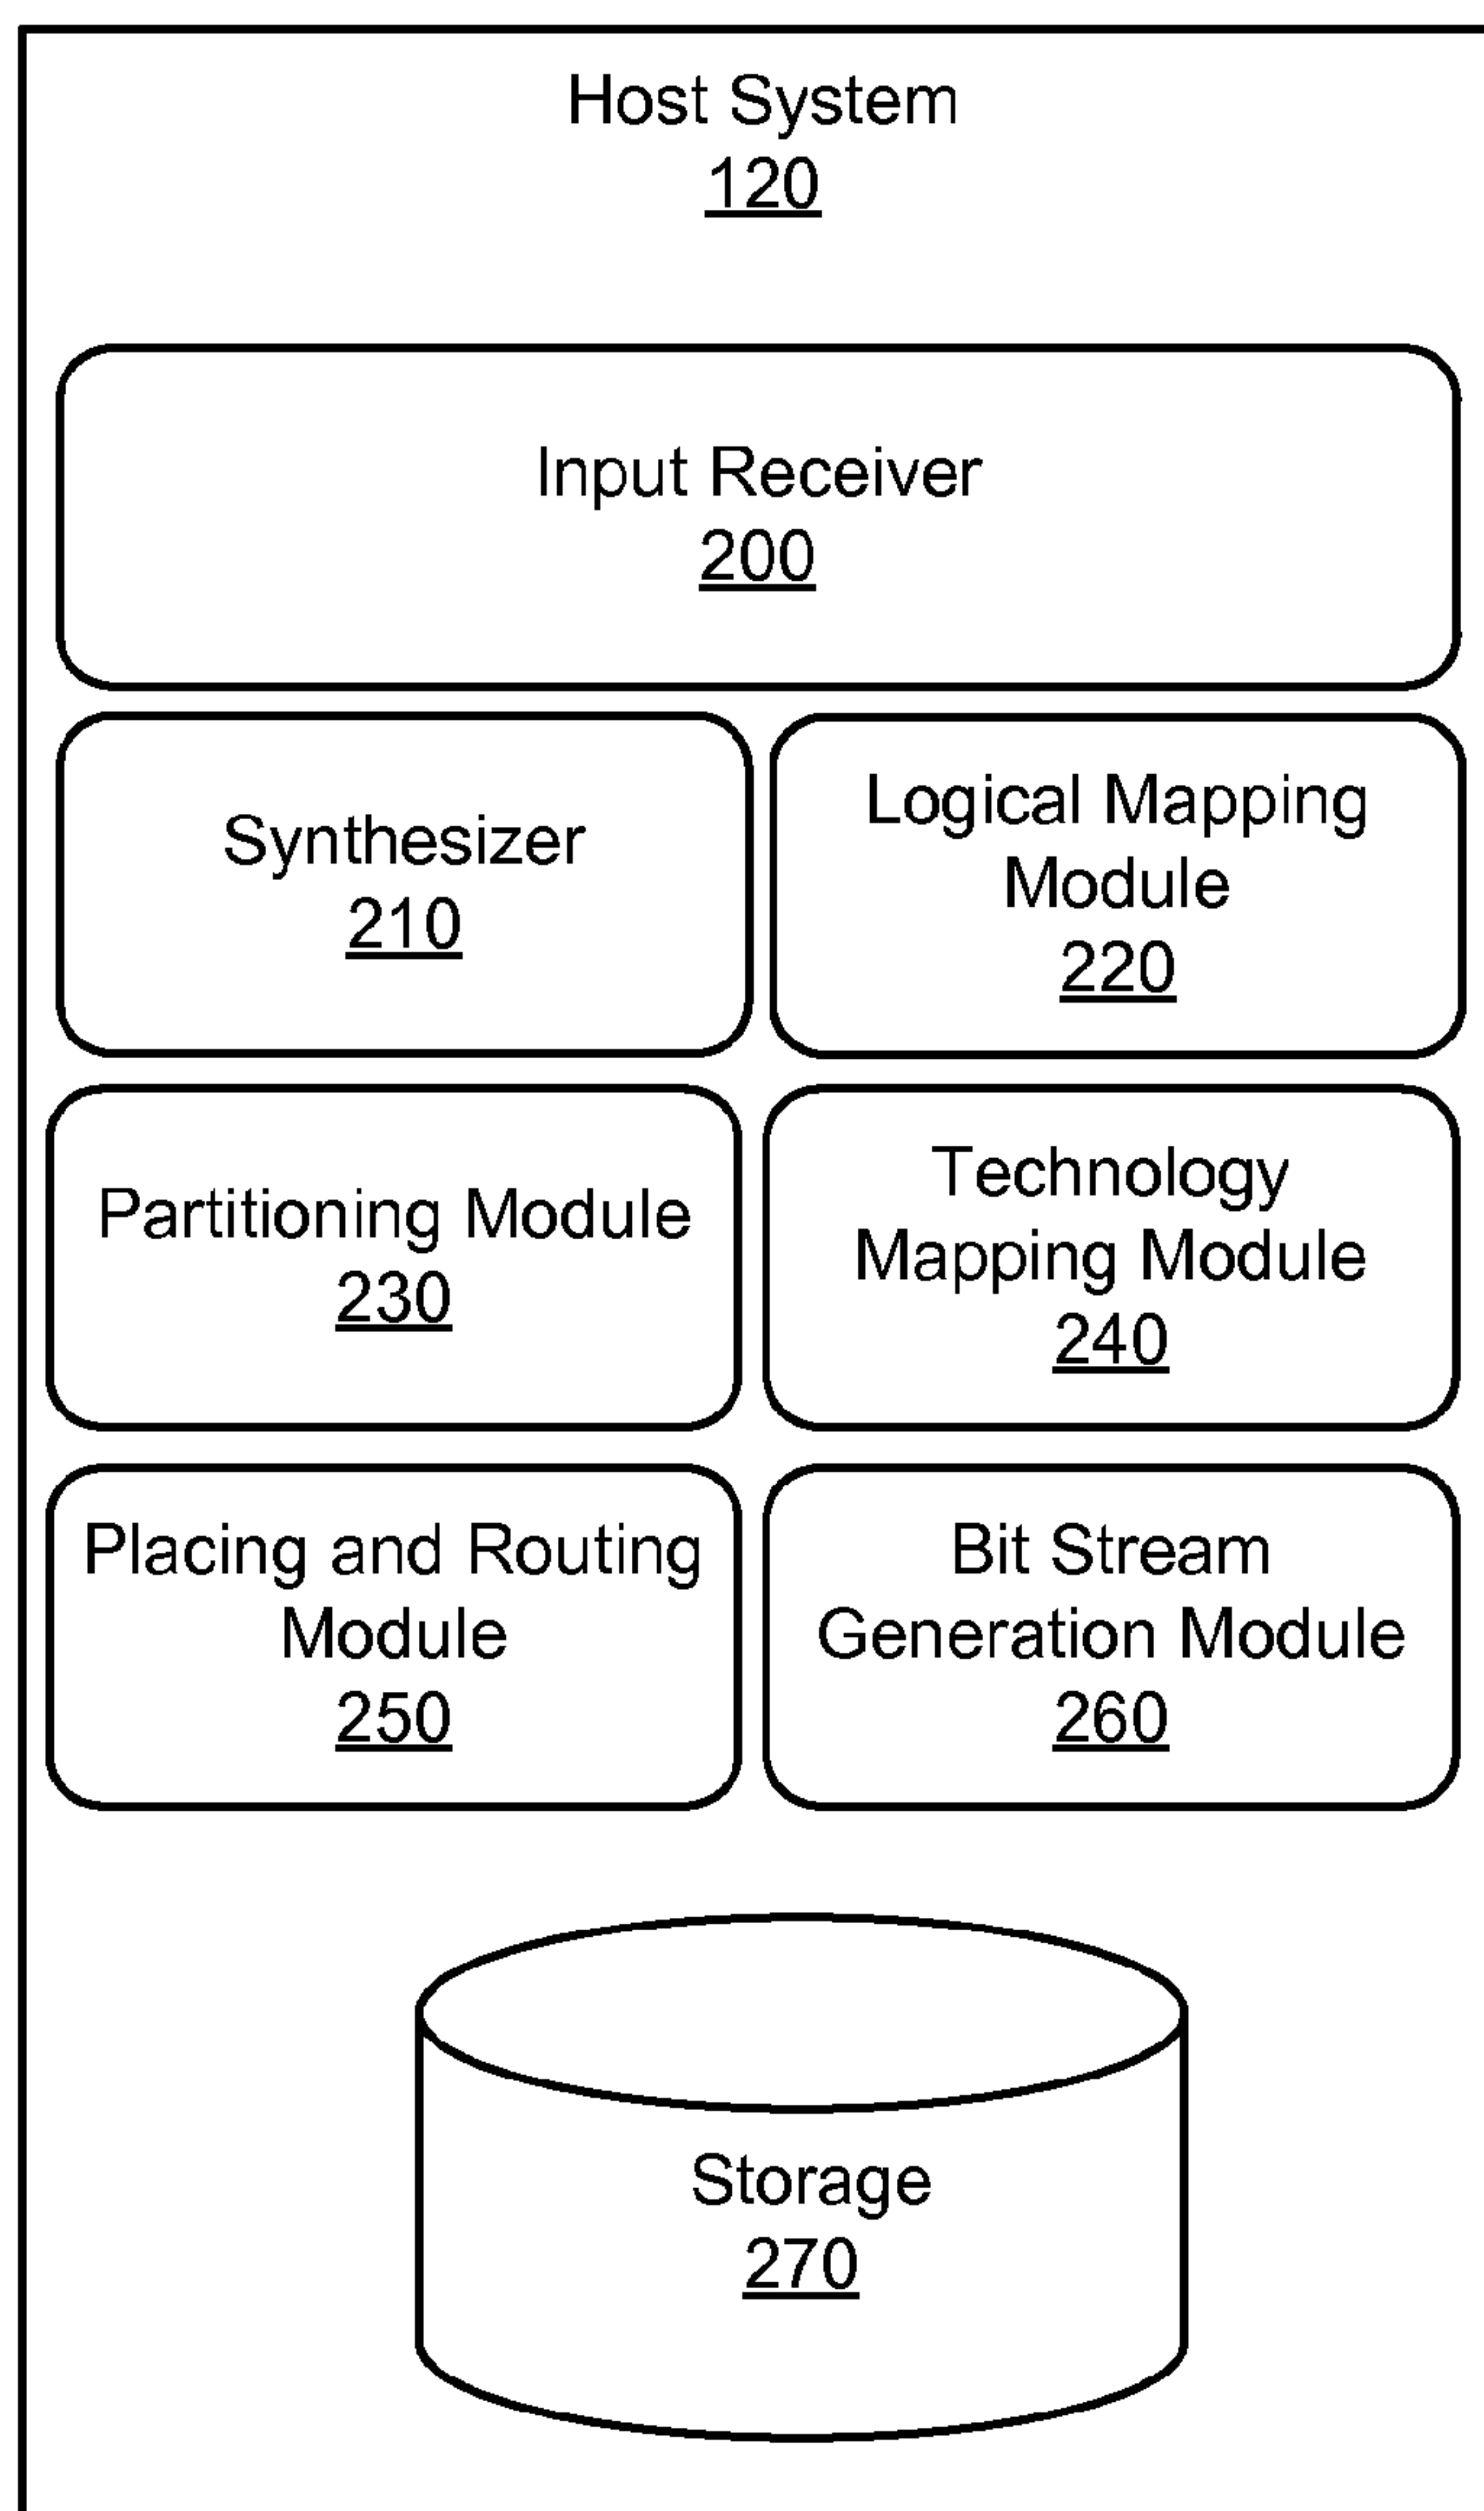 Host System
120
Input Receiver
200
Synthesizer
210
Logical Mapping
Module
220
Partitioning Module
230
Technology
Mapping Module
240
Placing and Routing
Module
250
Bit Stream
Generation Module
260
Storage
270